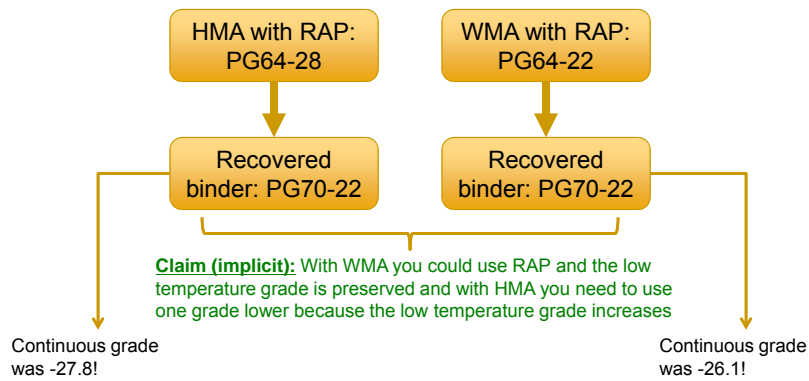 HMA with RAP:
PG64-28
WMA with RAP:
PG64-22
Recovered
binder: PG70-22
Recovered
binder: PG70-22
Claim (implicit): With WMA you could use RAP and the low
temperature grade is preserved and with HMA you need to use
one grade lower because the low temperature grade increases
Continuous grade
was -27.8!
Continuous grade
was -26.1!